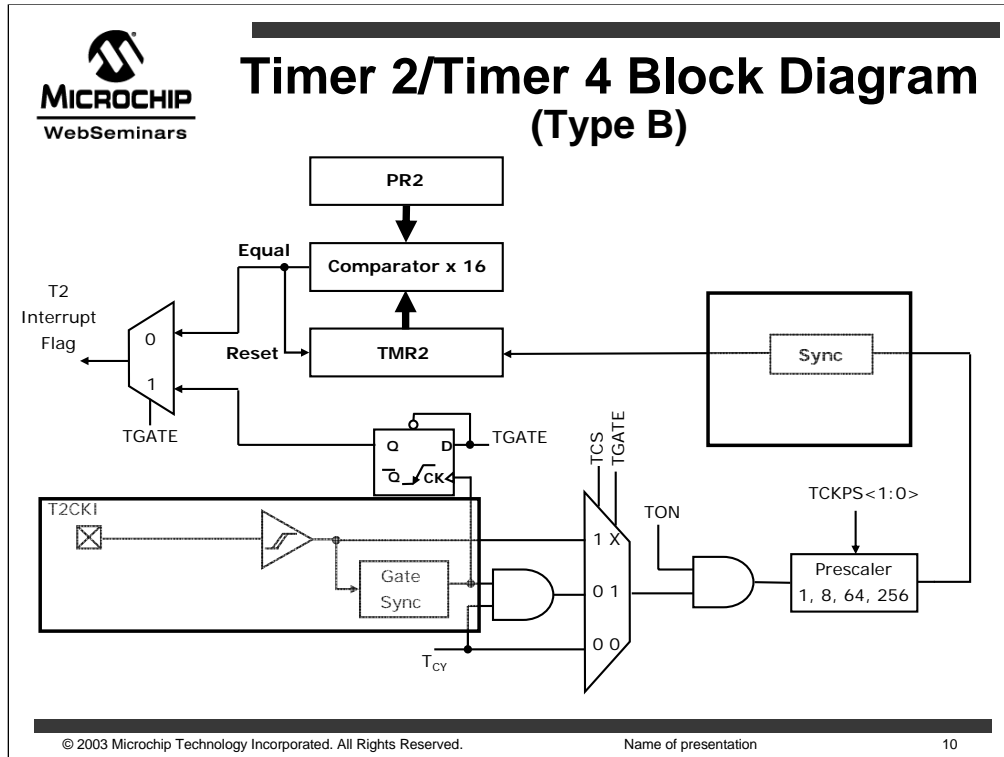 MICROCHIP
WebSeminars
Timer 2/Timer 4 Block Diagram
(Type B)
PR2
Equal
Comparator x 16
T2
Interrupt
Flag
0
1
Reset
TMR2
Sync
TGATE
Q
D
TGATE
Q
CK
TCS
TGATE
T2CKI
TON
TCKPS<1:0>
1 X
Gate
Sync
0 1
Prescaler
1, 8, 64, 256
0 0
TCY
© 2003 Microchip Technology Incorporated. All Rights Reserved.
Name of presentation
10